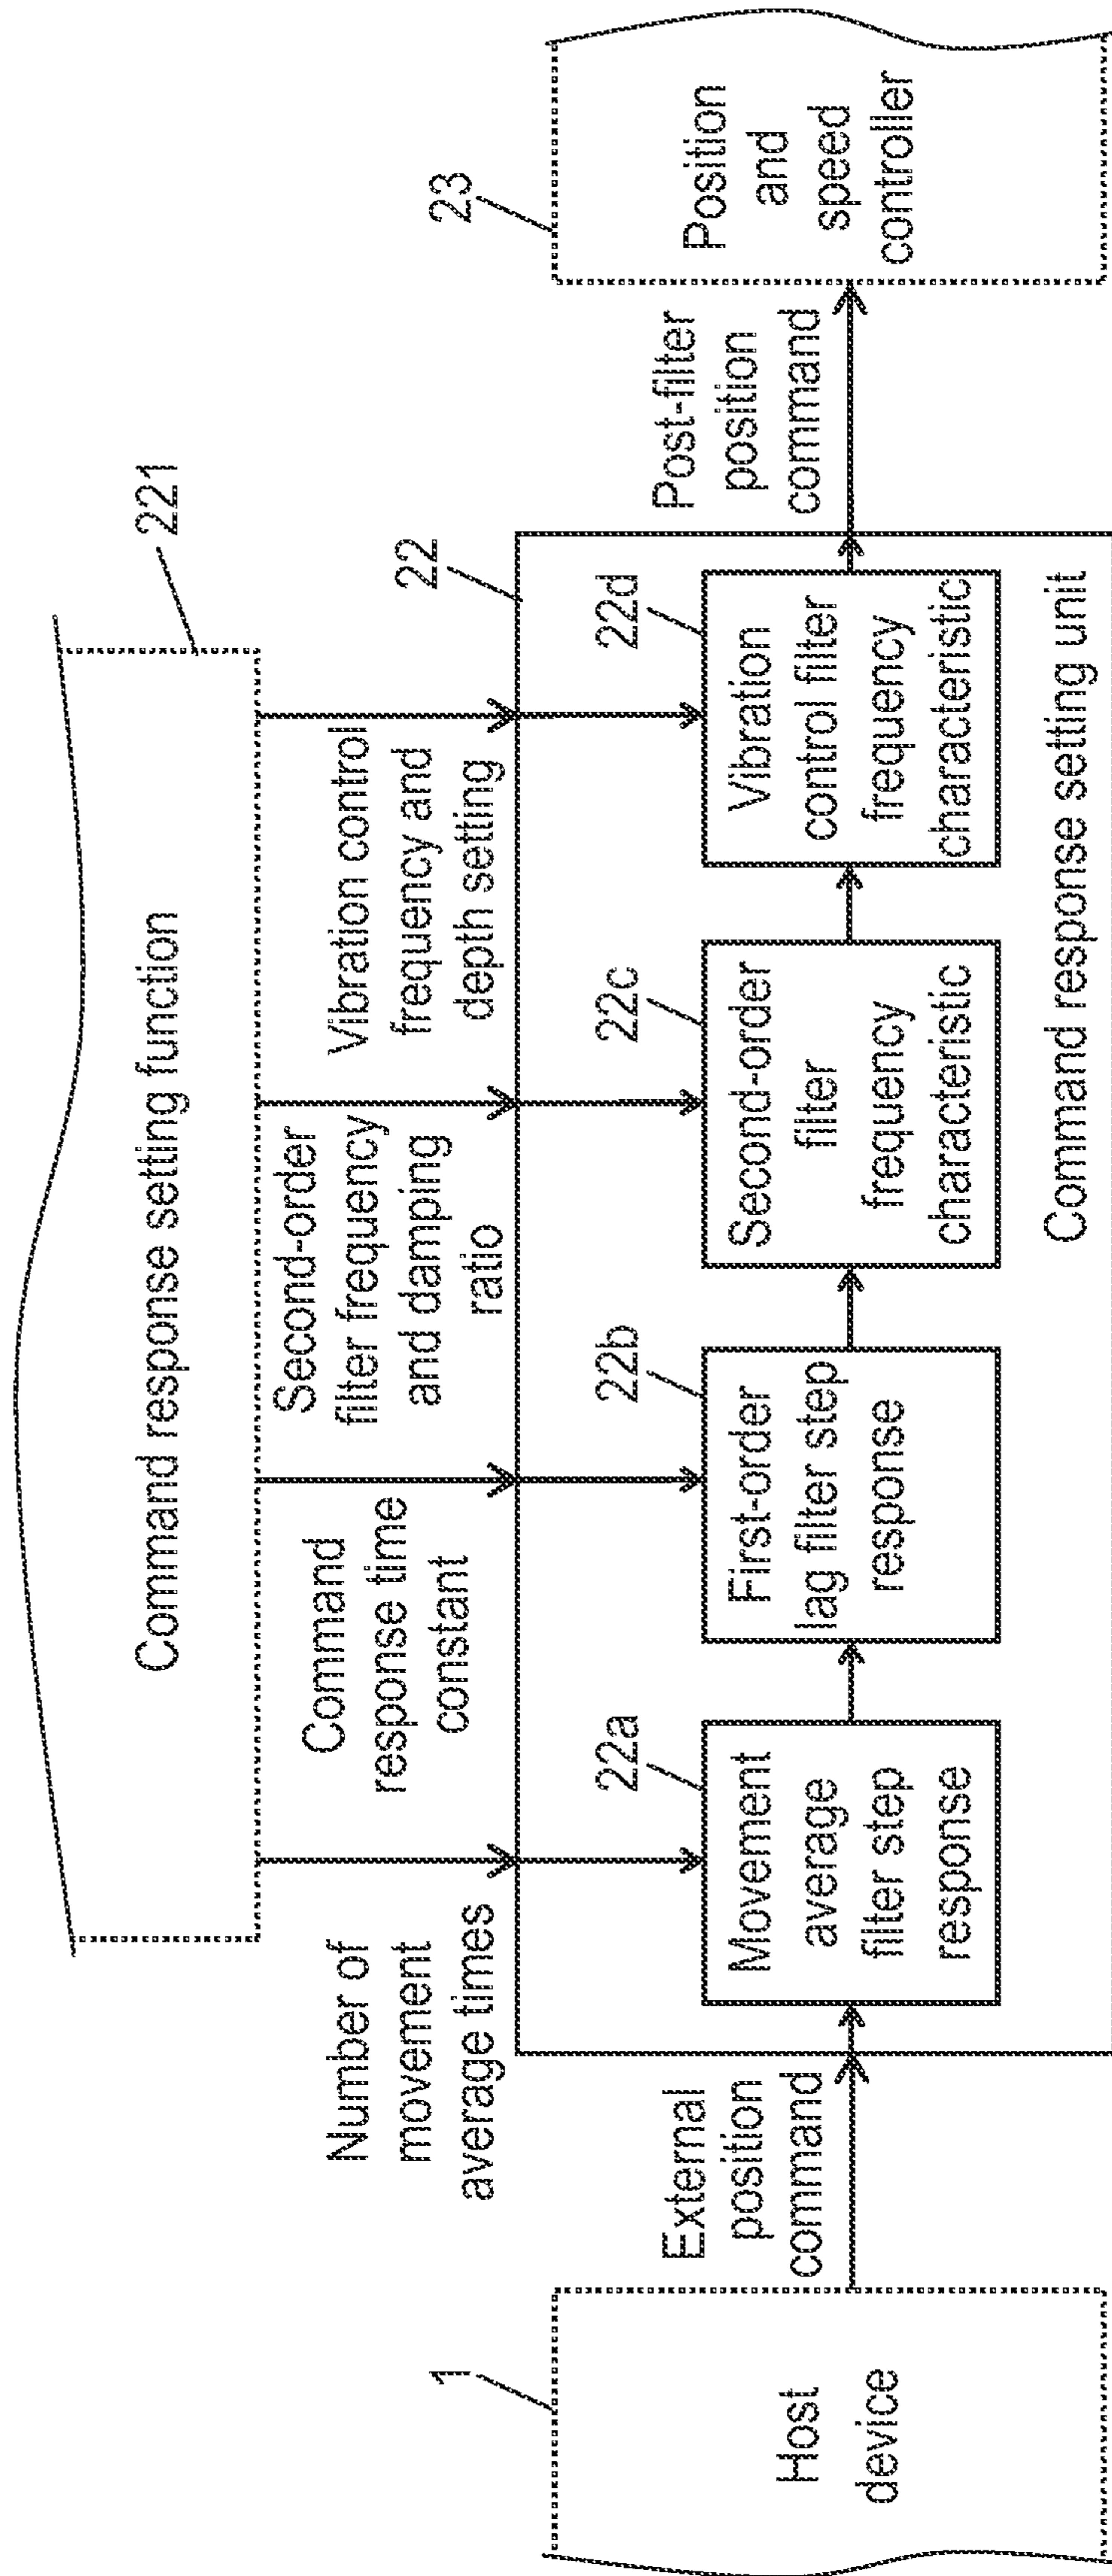 Command response setting function
221
Number of
movement
average times
Command
response time
constant
Second-order
filter frequency
and damping
ratio
Vibration control
frequency and
depth setting
22
1
Host
device
External
position
command
22a
Movement
average
filter step
response
22b
First-order
lag filter step
response
22c
Second-order
filter
frequency
characteristic
22d
Vibration
control filter
frequency
characteristic
Command response setting unit
Post-filter
position
command
23
Position
and
speed
controller